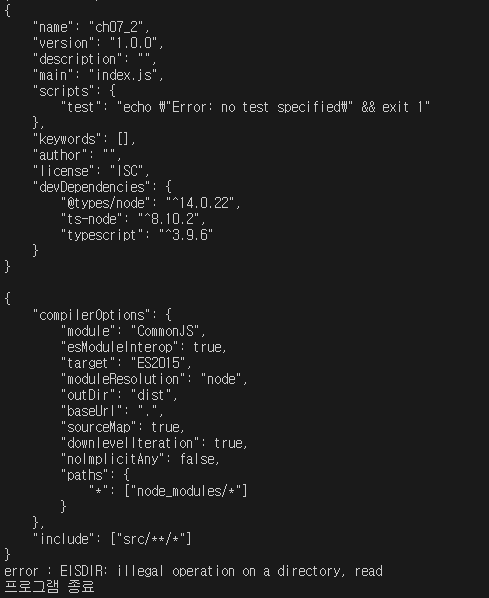 {
    "name": "ch07_2",
    "version": "1.0.0",
    "description": "",
    "main": "index.js",
    "scripts": {
        "test": "echo ₩"Error: no test specified₩" && exit 1"
    },
    "keywords": [],
    "author": "",
    "license": "ISC",
    "devDependencies": {
        "@types/node": "^14.0.22",
        "ts-node": "^8.10.2",
        "typescript": "^3.9.6"
    }
}

{
    "compilerOptions": {
        "module": "CommonJS",
        "esModuleInterop": true,
        "target": "ES2015",
        "moduleResolution": "node",
        "outDir": "dist",
        "baseUrl": ".",
        "sourceMap": true,
        "downlevelIteration": true,
        "noImplicitAny": false,
        "paths": {
            "*": ["node_modules/*"]
        }
    },
    "include": ["src/**/*"]
}
error : EISDIR: illegal operation on a directory, read
프로그램 종료